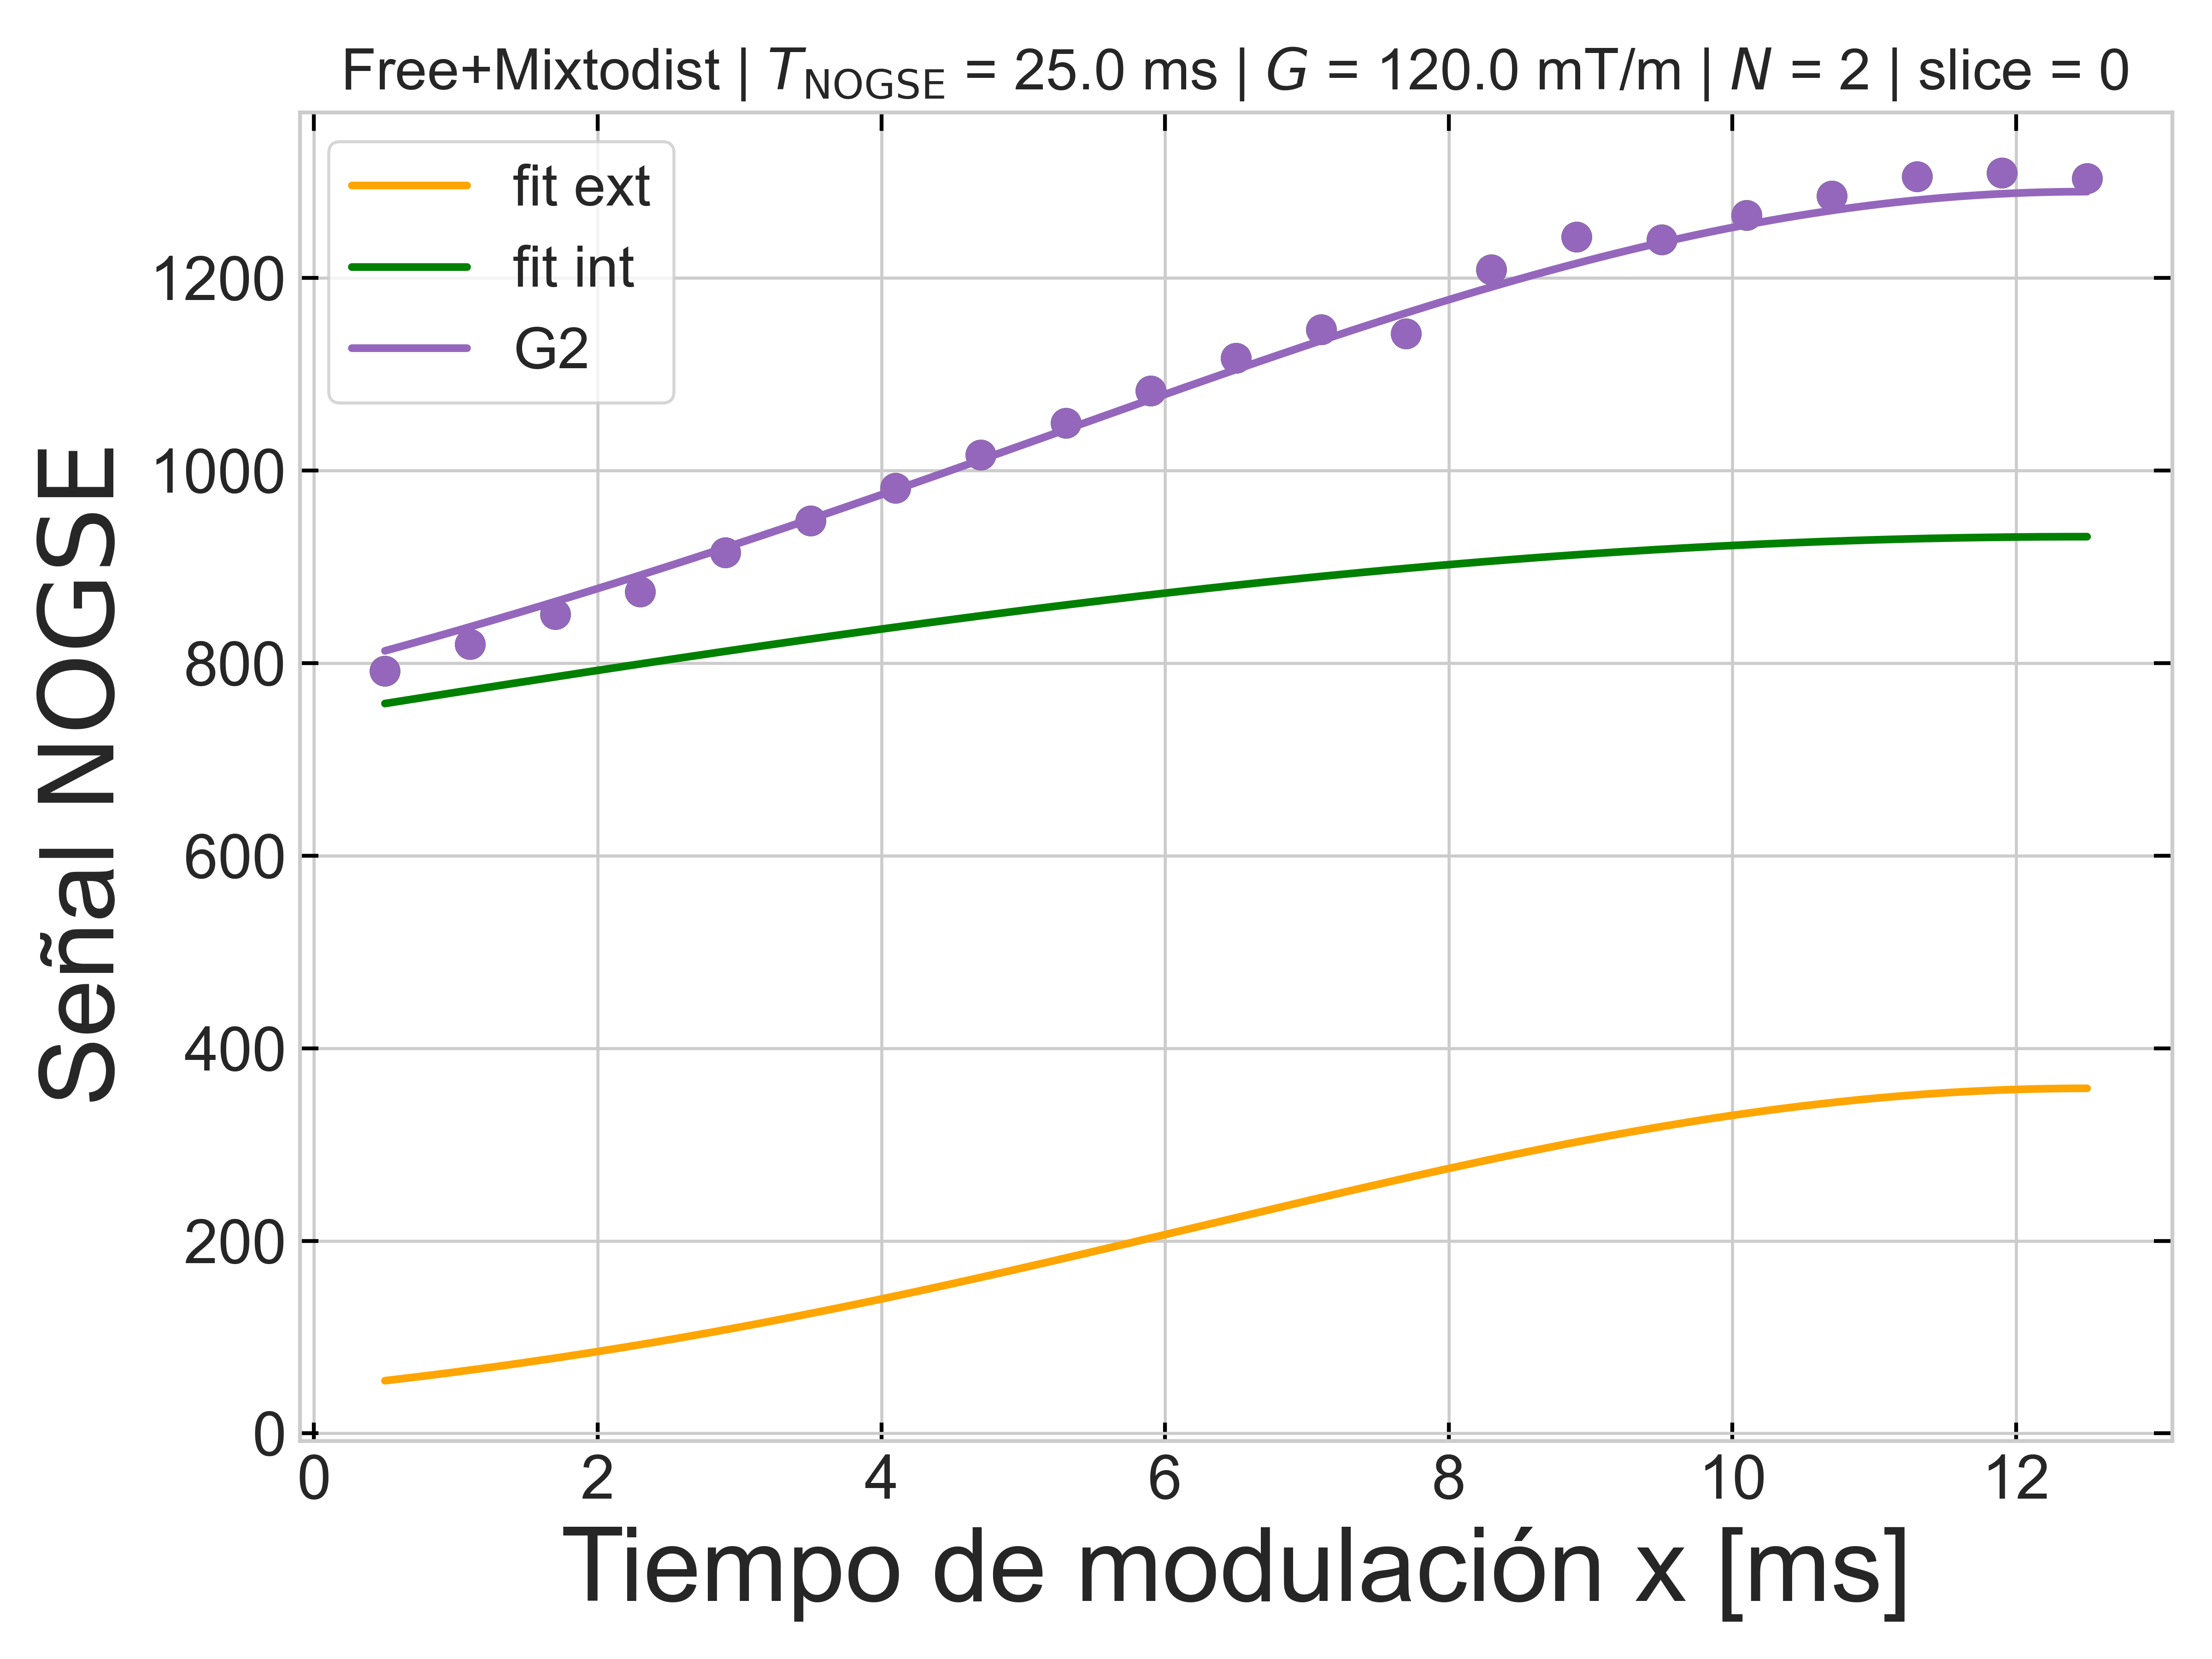 Free+Mixtodist | T_NOGSE = 25.0 ms | G = 120.0 mT/m | N = 2 | slice = 0
fit ext
fit int
G2
Señal NOGSE
1200
1000
800
600
400
200
0
0 2 4 6 8 10 12
Tiempo de modulación x [ms]